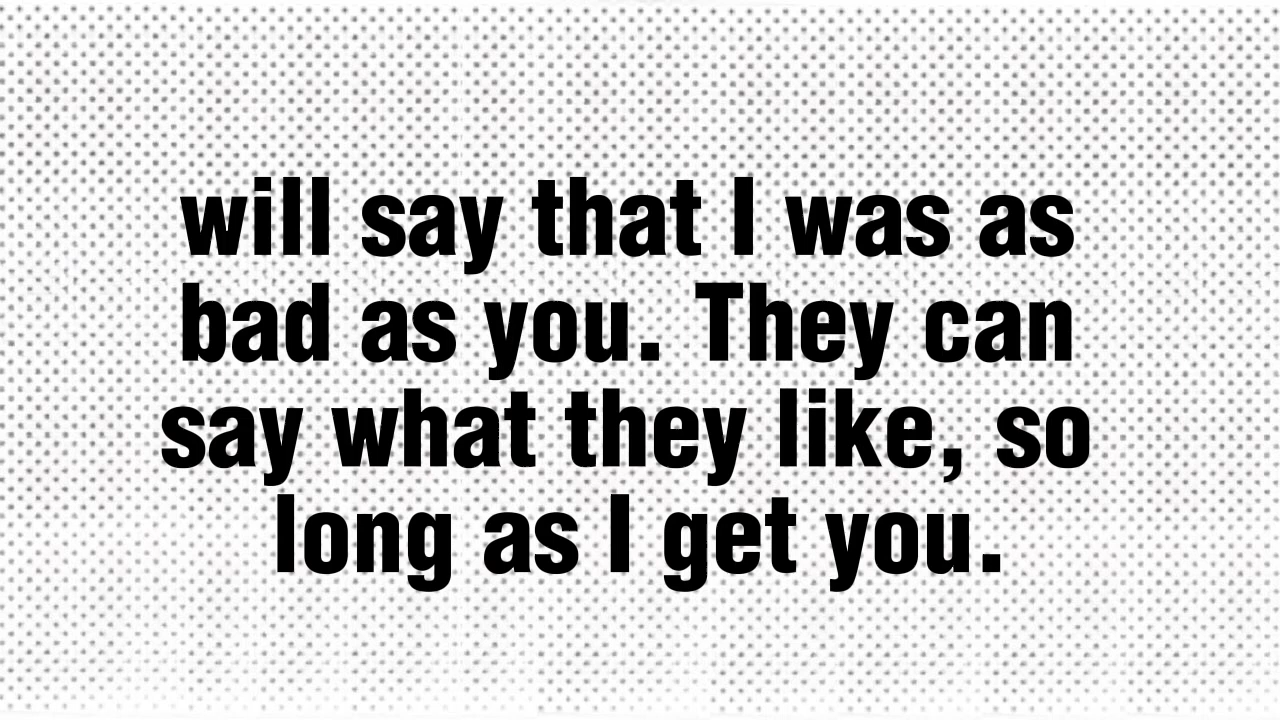 will say that I was as
bad as you. They can
say what they like, so
long as I get you.